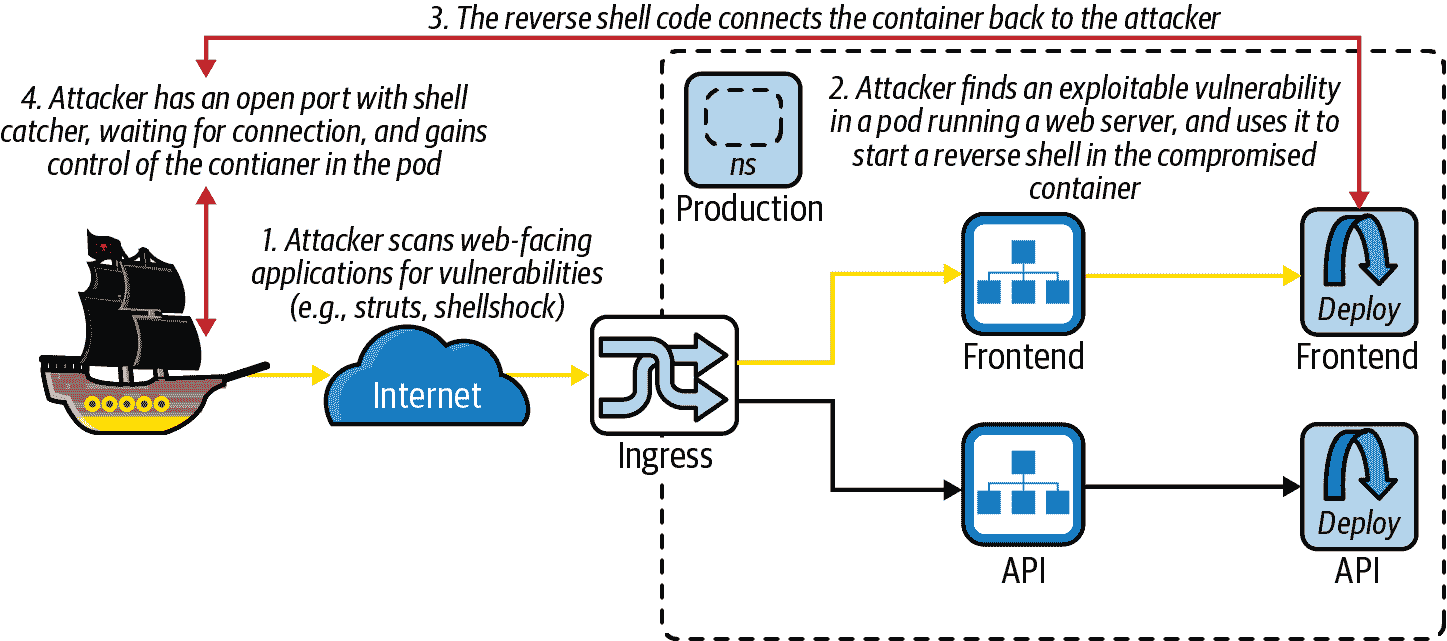 3. The reverse shell code connects the container back to the attacker
4. Attacker has an open port with shell
catcher, waiting for connection, and gains
control of the contianer in the pod
2. Attacker finds an exploitable vulnerability
in a pod running a web server, and uses it to
start a reverse shell in the compromised
container
ns
Production
1. Attacker scans web-facing
applications for vulnerabilities
(e.g., struts, shellshock)
Internet
Ingress
Frontend
Deploy
Frontend
API
Deploy
API